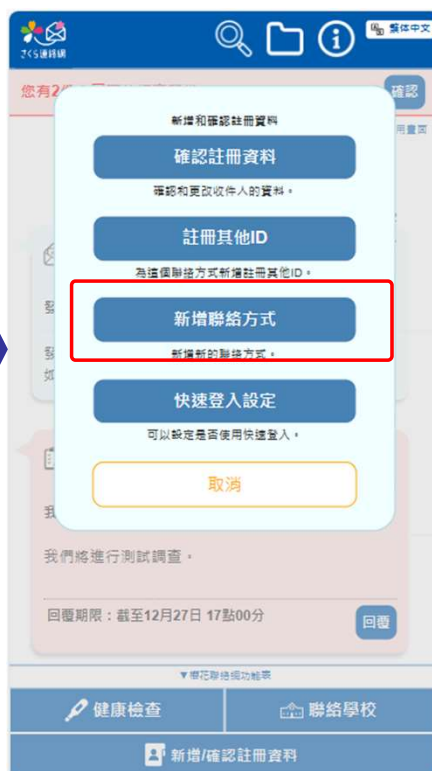 さくら連絡網
繁体中文
您有2
確認
用畫面
新增和確認註冊資料
確認註冊資料
確認和更改收件人的資料。
註冊其他ID
為這個聯絡方式新增註冊其他ID。
新增聯絡方式
新增新的聯絡方式。
快速登入設定
可以設定是否使用快速登入。
取消
我們將進行測試調查。
回覆期限：截至12月27日 17點00分
回覆
▼櫻花聯絡網功能表
健康檢查
聯絡學校
新增/確認註冊資料